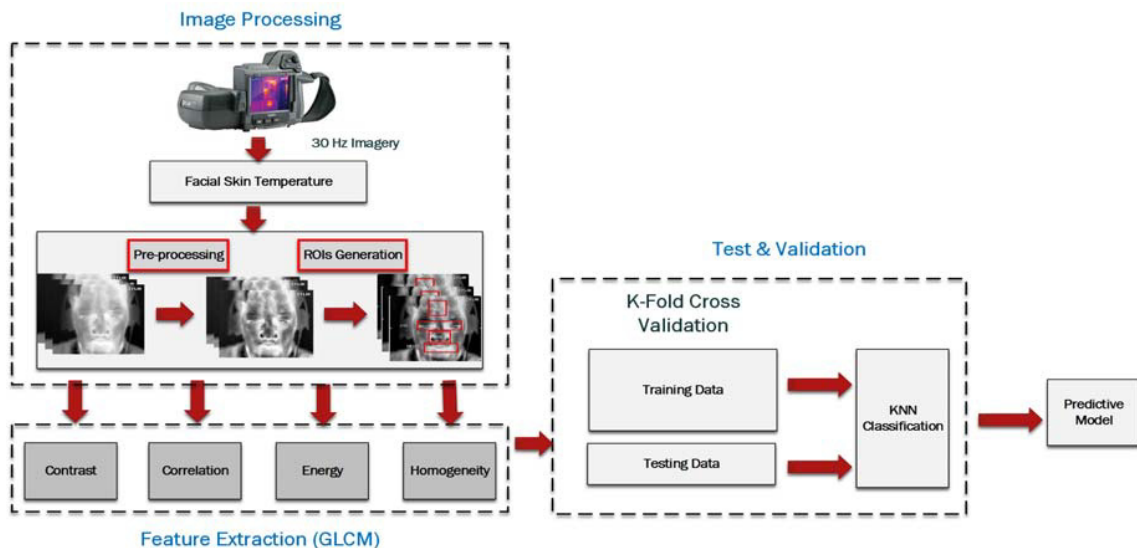 Image Processing
30 Hz Imagery
Facial Skin Temperature
Pre-processing
ROIs Generation
Contrast
Correlation
Energy
Homogeneity
Feature Extraction (GLCM)
Test & Validation
K-Fold Cross
Validation
Training Data
Testing Data
KNN
Classification
Predictive
Model